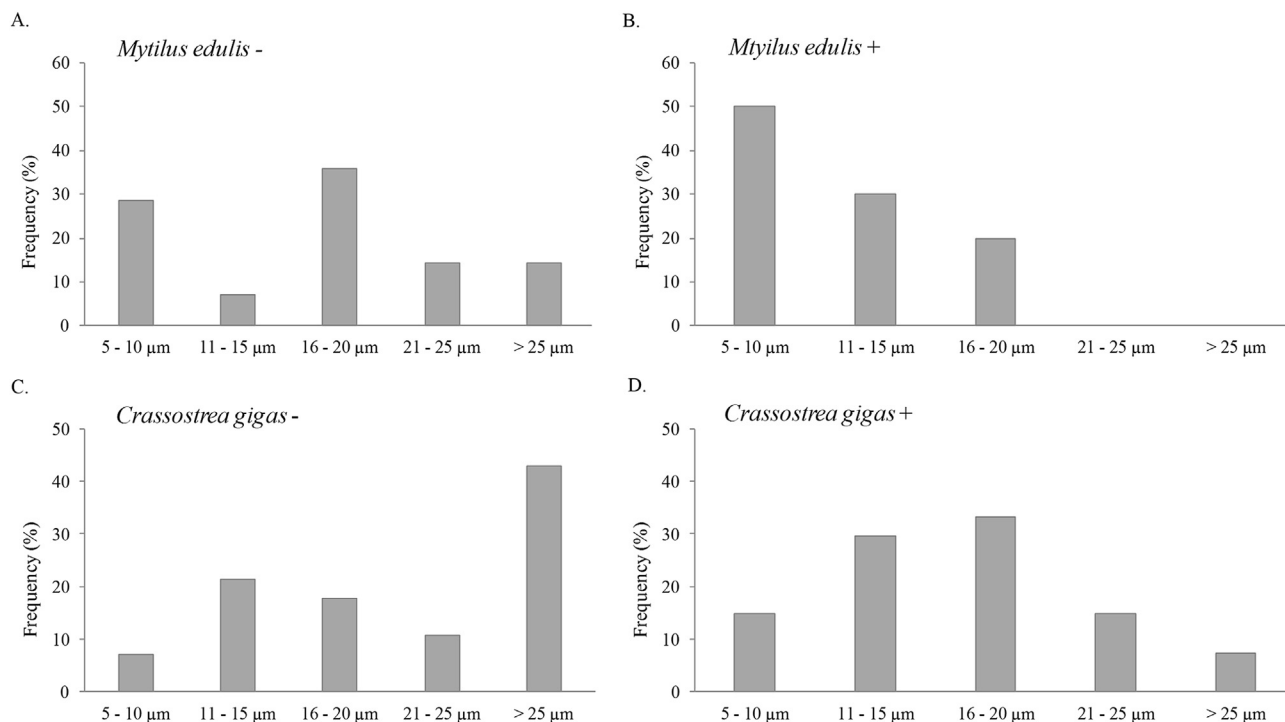 A.
Mytilus edulis -
60
50
40
30
20
10
0
Frequency (%)
5 - 10 µm 11 - 15 µm 16 - 20 µm 21 - 25 µm > 25 µm
B.
Mtyilus edulis +
60
50
40
30
20
10
0
Frequency (%)
5 - 10 µm 11 - 15 µm 16 - 20 µm 21 - 25 µm > 25 µm
C.
Crassostrea gigas -
50
40
30
20
10
0
Frequency (%)
5 - 10 µm 11 - 15 µm 16 - 20 µm 21 - 25 µm > 25 µm
D.
Crassostrea gigas +
50
40
30
20
10
0
Frequency (%)
5 - 10 µm 11 - 15 µm 16 - 20 µm 21 - 25 µm > 25 µm